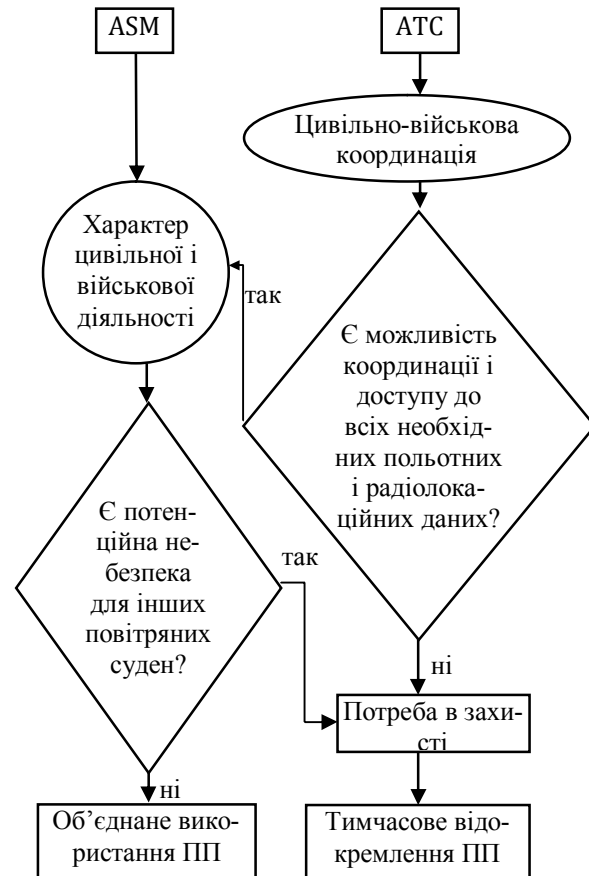 ASM
ATC
Цивільно-військова
координація
Характер
цивільної і
військової
діяльності
так
Є можливість
координації і
доступу до
всіх необхід-
них польотних
і радіолока-
ційних даних?
Є потен-
ційна не-
безпека
для інших
повітряних
суден?
так
ні
Потреба в захи-
сті
ні
Об’єднане вико-
ристання ПП
Тимчасове відо-
кремлення ПП